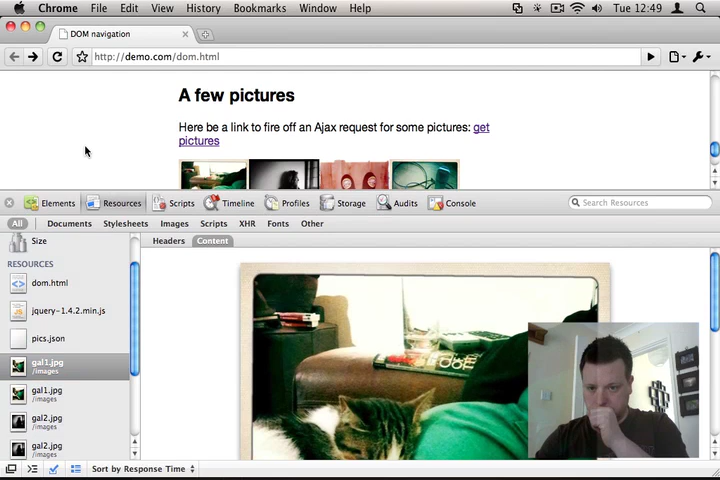 Chrome File Edit View History Bookmarks Window Help Tue 12:49
DOM navigation
http://demo.com/dom.html
A few pictures
Here be a link to fire off an Ajax request for some pictures: get
pictures
Elements Resources Scripts Timeline Profiles Storage Audits Console Search Resources
All Documents Stylesheets Images Scripts XHR Fonts Other
Size
Headers Content
RESOURCES
dom.html
jquery-1.4.2.min.js
pics.json
gal1.jpg
/images
gal1.jpg
/images
gal2.jpg
/images
gal2.jpg
/images
Sort by Response Time